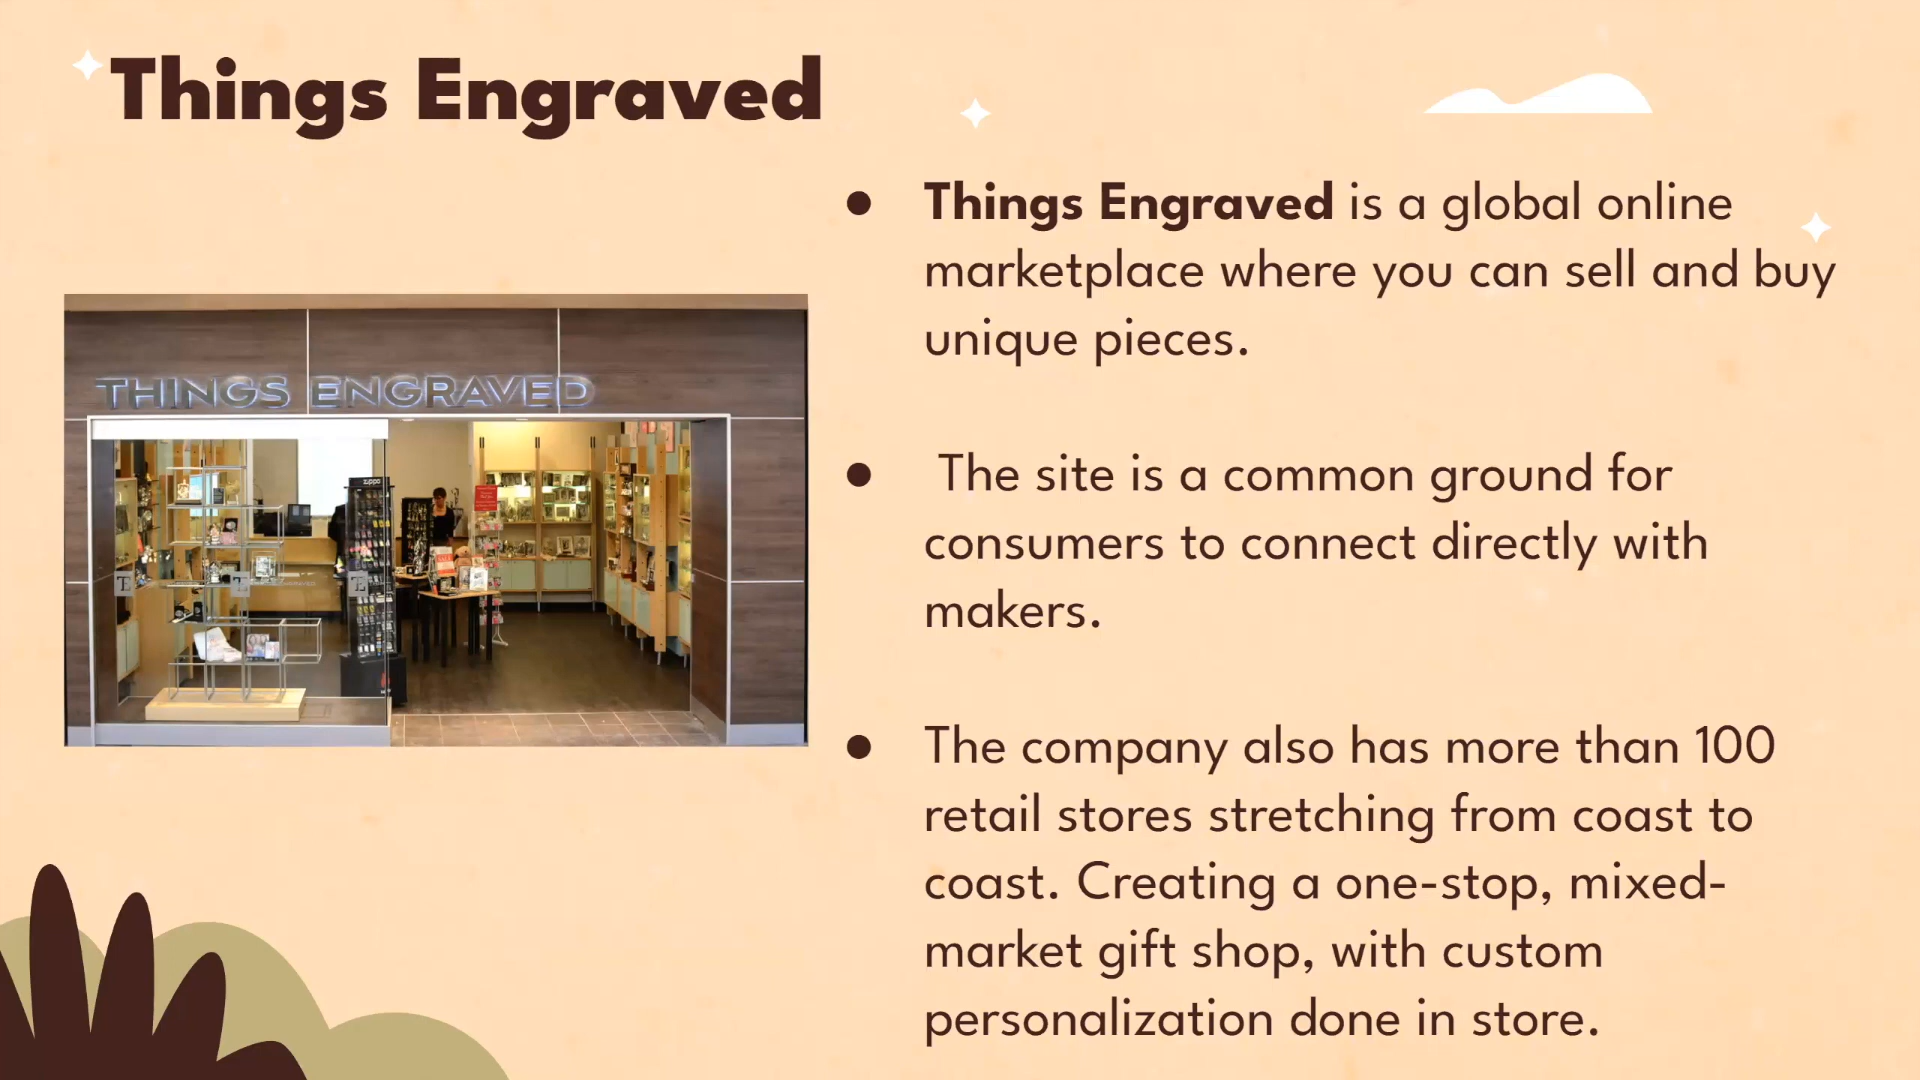 Things Engraved
THINGS ENGRAVED
zippo
● Things Engraved is a global online
marketplace where you can sell and buy
unique pieces.
● The site is a common ground for
consumers to connect directly with
makers.
● The company also has more than 100
retail stores stretching from coast to
coast. Creating a one-stop, mixed-
market gift shop, with custom
personalization done in store.